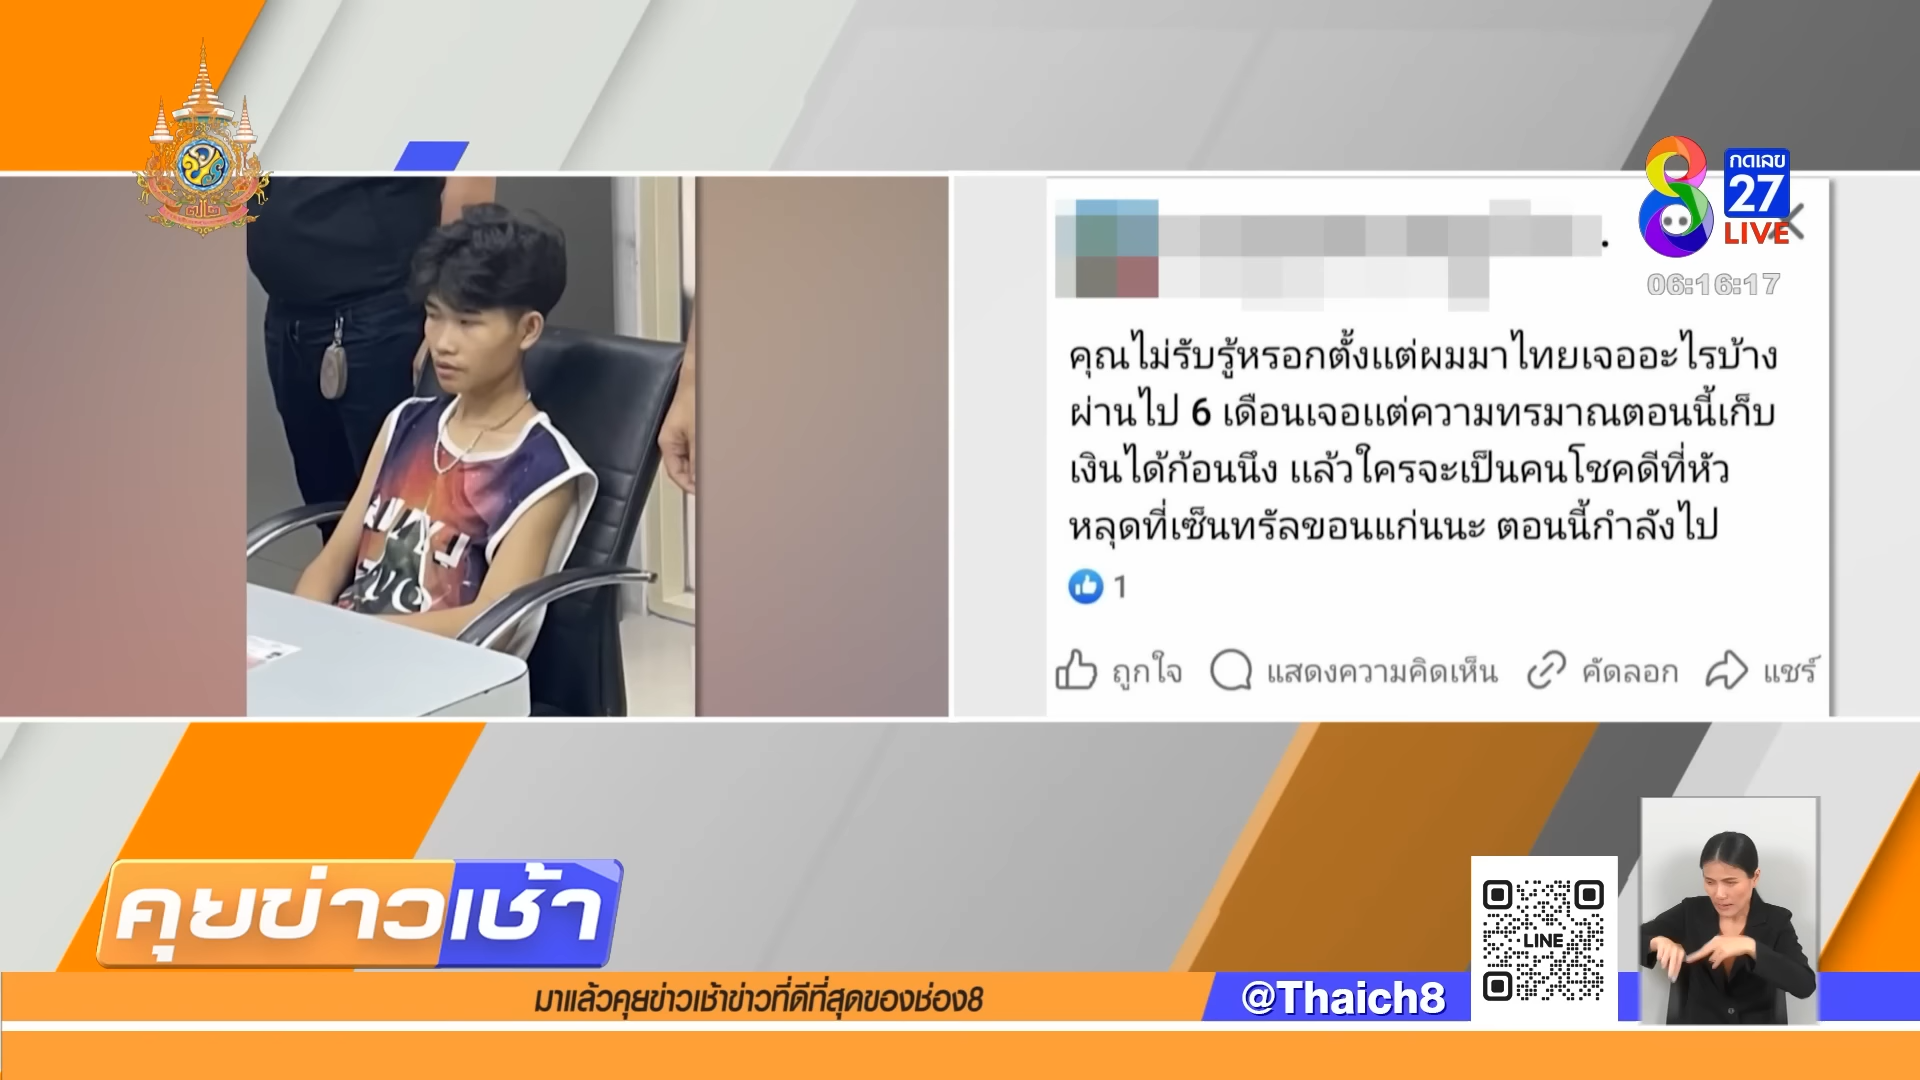 กดเลข
27
LIVE
06:16:17
คุณไม่รับรู้หรอกตั้งแต่ผมมาไทยเจออะไรบ้าง
ผ่านไป 6 เดือนเจอแต่ความทรมาณตอนนี้เก็บ
เงินได้ก้อนนึง แล้วใครจะเป็นคนโชคดีที่หัว
หลุดที่เซ็นทรัลขอนแก่นนะ ตอนนี้กำลังไป
1
ถูกใจ แสดงความคิดเห็น คัดลอก แชร์
คุยข่าวเช้า
มาแล้วคุยข่าวเช้าข่าวที่ดีที่สุดของช่อง8
@Thaich8
LINE